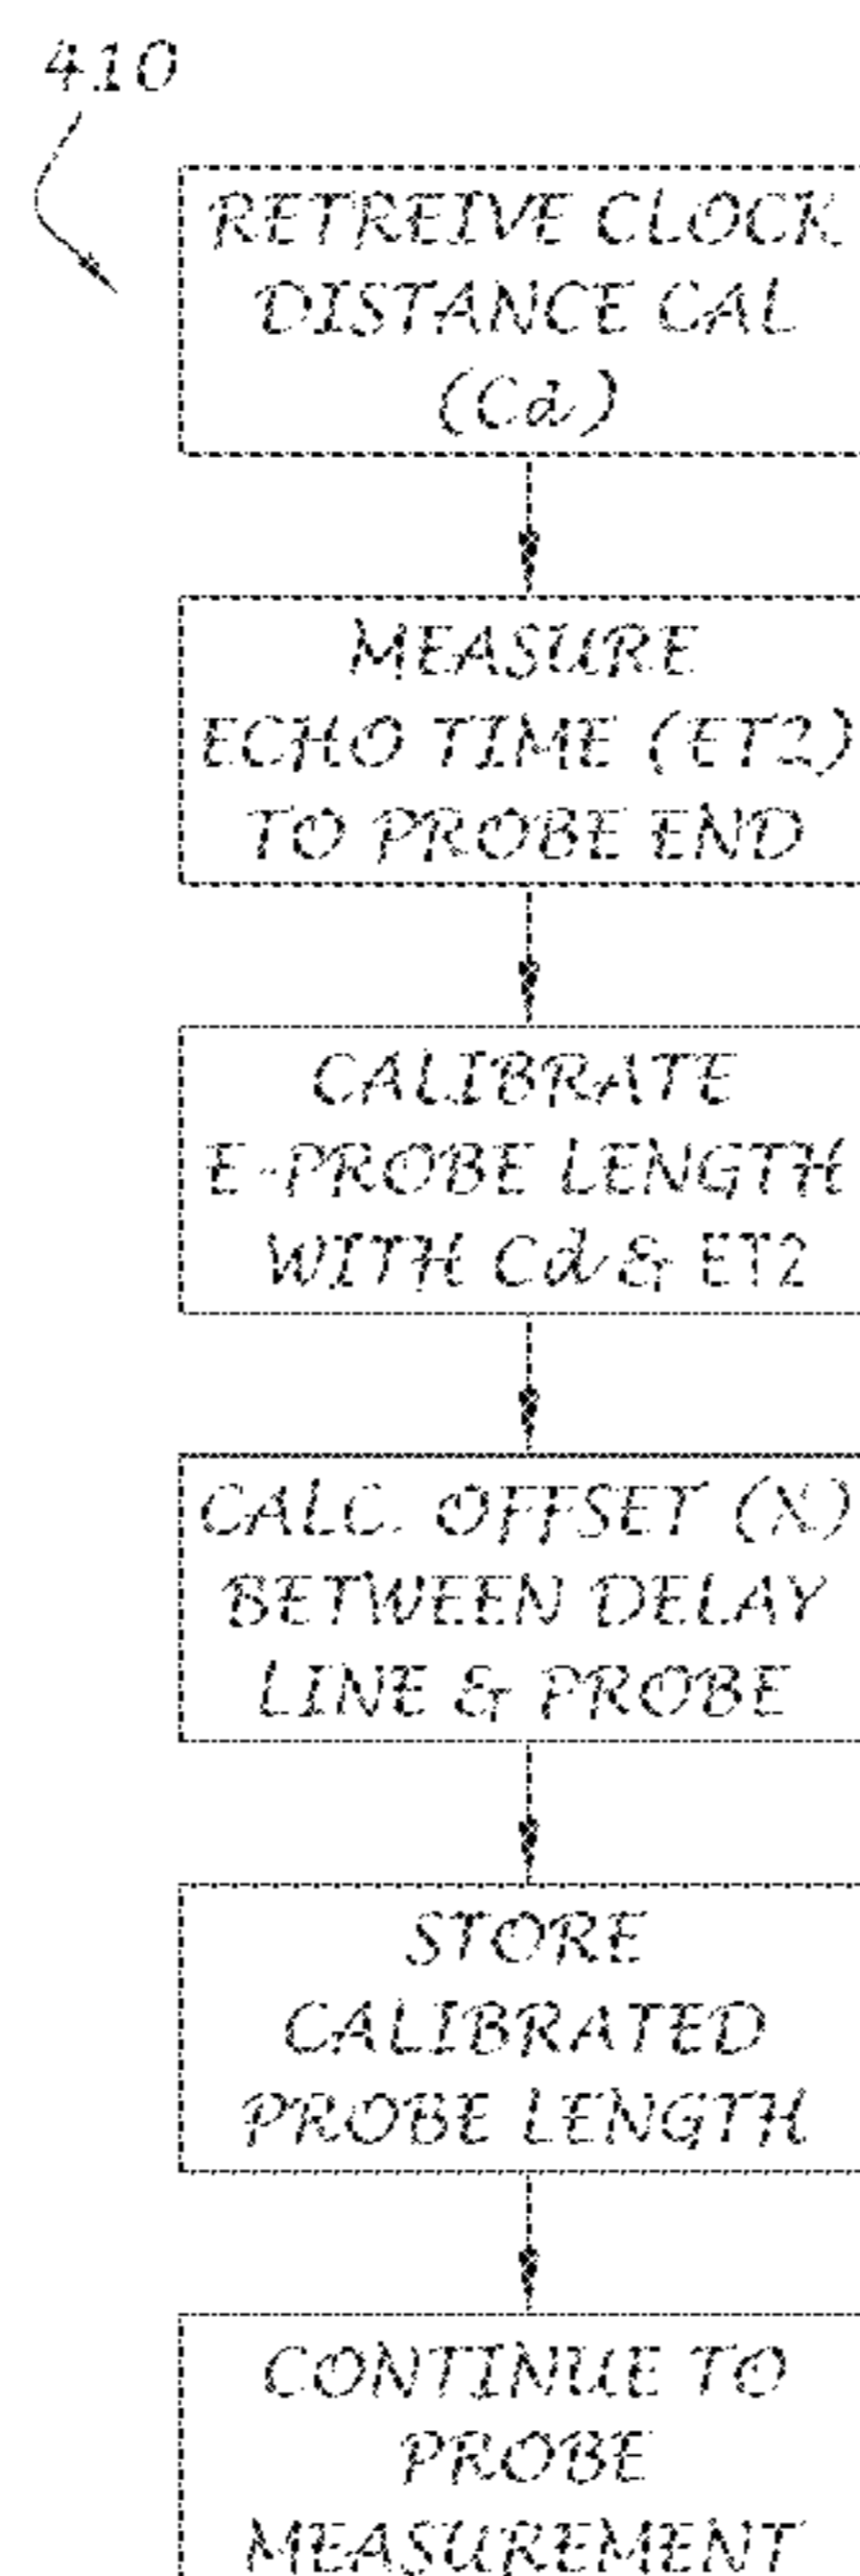 410
RETREIVE CLOCK
DISTANCE CAL
(Cd)
MEASURE
ECHO TIME (ET2)
TO PROBE END
CALIBRATE
E-PROBE LENGTH
WITH Cd & ET2
CALC. OFFSET (X)
BETWEEN DELAY
LINE & PROBE
STORE
CALIBRATED
PROBE LENGTH
CONTINUE TO
PROBE
MEASUREMENT